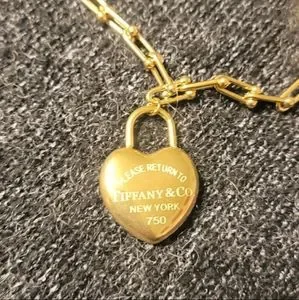 PLEASE RETURN TO
TIFFANY & CO
NEW YORK
750